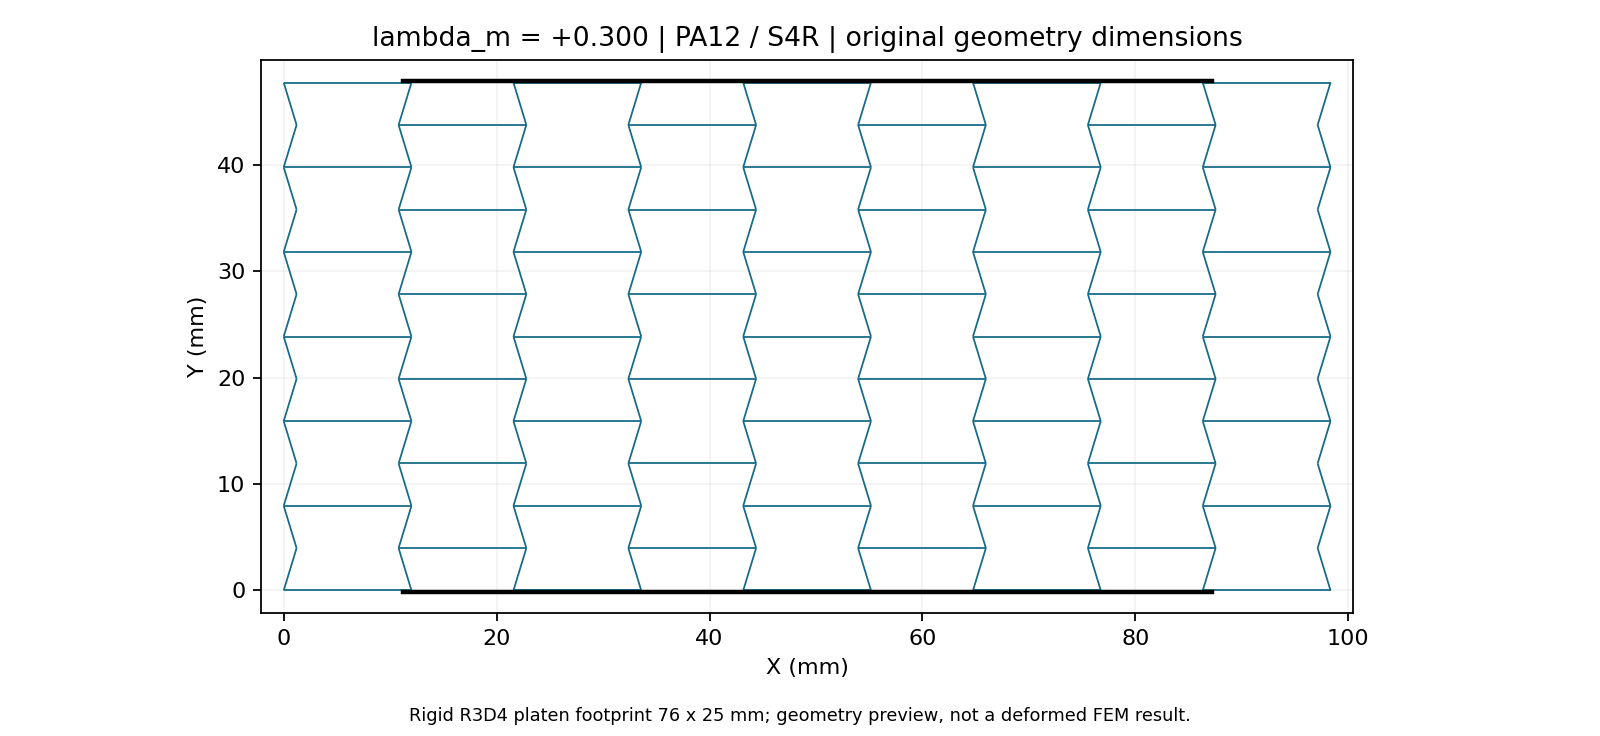 lambda_m = +0.300 | PA12 / S4R | original geometry dimensions
Y (mm)
40
30
20
10
0
0 20 40 60 80 100
X (mm)
Rigid R3D4 platen footprint 76 x 25 mm; geometry preview, not a deformed FEM result.